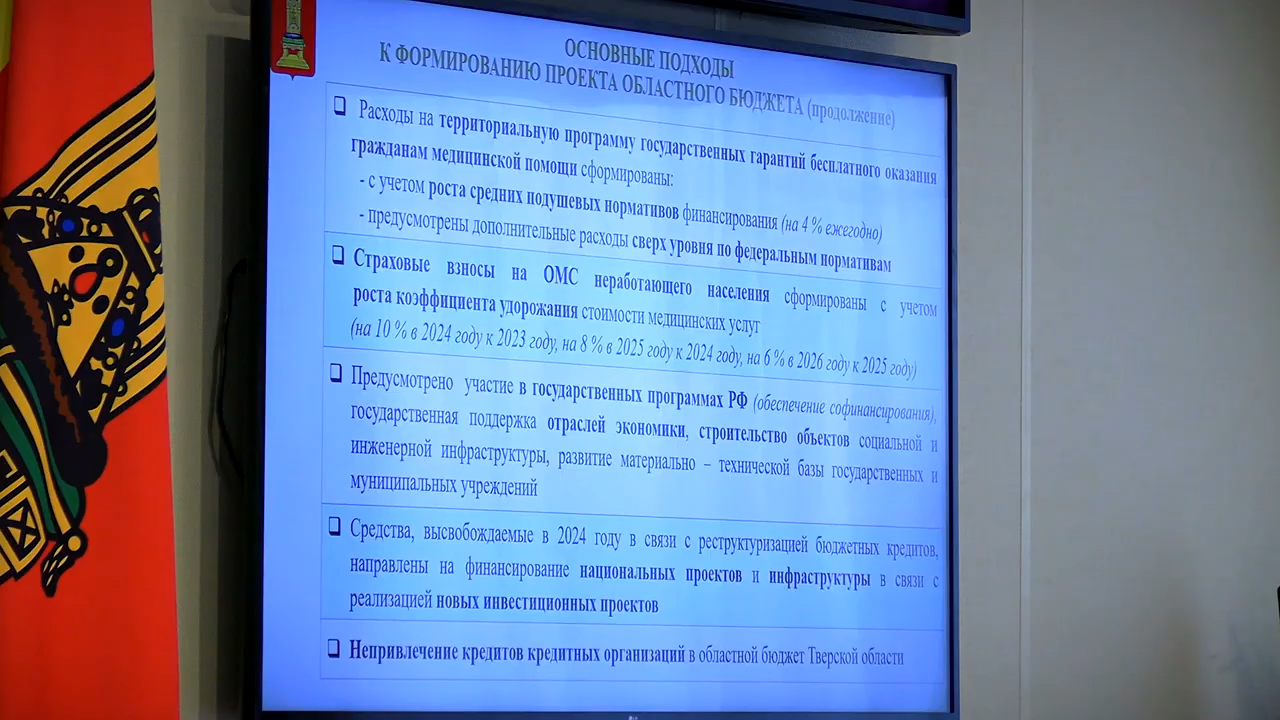 ОСНОВНЫЕ ПОДХОДЫ
К ФОРМИРОВАНИЮ ПРОЕКТА ОБЛАСТНОГО БЮДЖЕТА (продолжение)
❑ Расходы на территориальную программу государственных гарантий бесплатного оказания
гражданам медицинской помощи сформированы:
- с учетом роста средних подушевых нормативов финансирования (на 4 % ежегодно)
- предусмотрены дополнительные расходы сверх уровня по федеральным нормативам
❑ Страховые взносы на ОМС неработающего населения сформированы с учетом
роста коэффициента удорожания стоимости медицинских услуг
(на 10 % в 2024 году к 2023 году, на 8 % в 2025 году к 2024 году, на 6 % в 2026 году к 2025 году)
❑ Предусмотрено участие в государственных программах РФ (обеспечение софинансирования),
государственная поддержка отраслей экономики, строительство объектов социальной и
инженерной инфраструктуры, развитие материально – технической базы государственных и
муниципальных учреждений
❑ Средства, высвобождаемые в 2024 году в связи с реструктуризацией бюджетных кредитов,
направлены на финансирование национальных проектов и инфраструктуры в связи с
реализацией новых инвестиционных проектов
❑ Непривлечение кредитов кредитных организаций в областной бюджет Тверской области